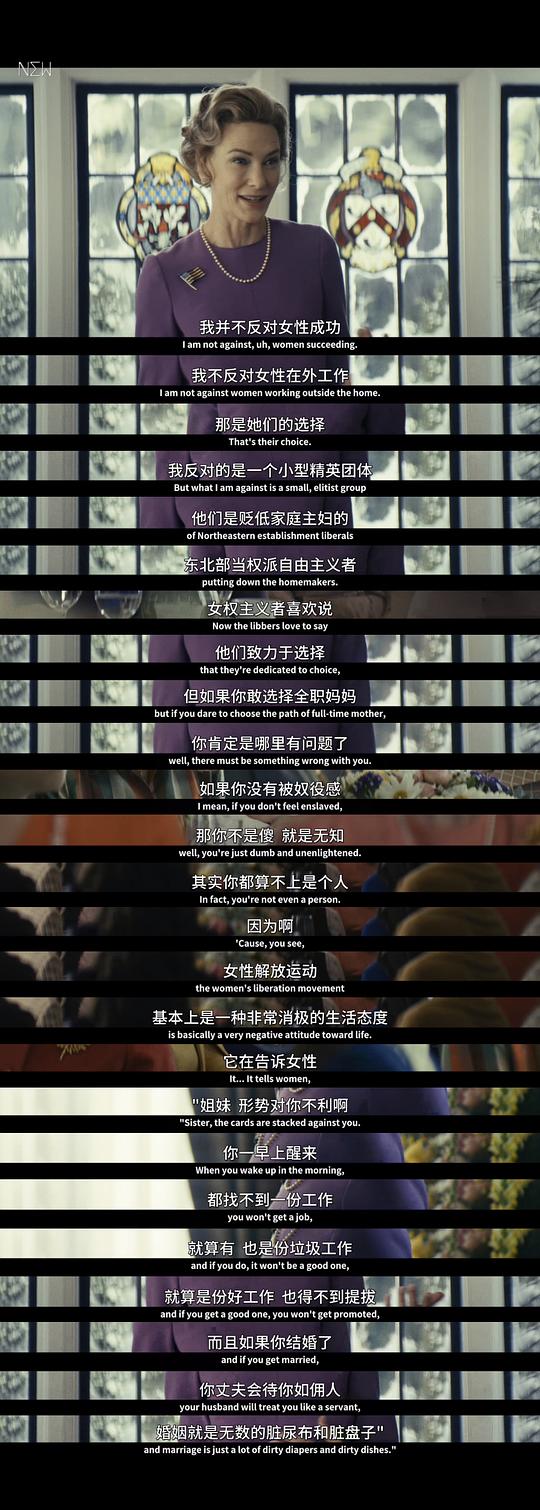 NEW
我并不反对女性成功
I am not against, uh, women succeeding.
我不反对女性在外工作
I am not against women working outside the home.
那是她们的选择
That's their choice.
我反对的是一个小型精英团体
But what I am against is a small, elitist group
他们是贬低家庭主妇的
of Northeastern establishment liberals
东北部当权派自由主义者
putting down the homemakers.
女权主义者喜欢说
Now the libbers love to say
他们致力于选择
that they're dedicated to choice,
但如果你敢选择全职妈妈
but if you dare to choose the path of full-time mother,
你肯定是哪里有问题了
well, there must be something wrong with you.
如果你没有被奴役感
I mean, if you don't feel enslaved,
那你不是傻 就是无知
well, you're just dumb and unenlightened.
其实你都算不上是个人
In fact, you're not even a person.
因为啊
'Cause, you see,
女性解放运动
the women's liberation movement
基本上是一种非常消极的生活态度
is basically a very negative attitude toward life.
它在告诉女性
It... It tells women,
"姐妹 形势对你不利啊
"Sister, the cards are stacked against you.
你一早上醒来
When you wake up in the morning,
都找不到一份工作
you won't get a job,
就算有 也是份垃圾工作
and if you do, it won't be a good one,
就算是份好工作 也得不到提拔
and if you get a good one, you won't get promoted,
而且如果你结婚了
and if you get married,
你丈夫会待你如佣人
your husband will treat you like a servant,
婚姻就是无数的脏尿布和脏盘子"
and marriage is just a lot of dirty diapers and dirty dishes."